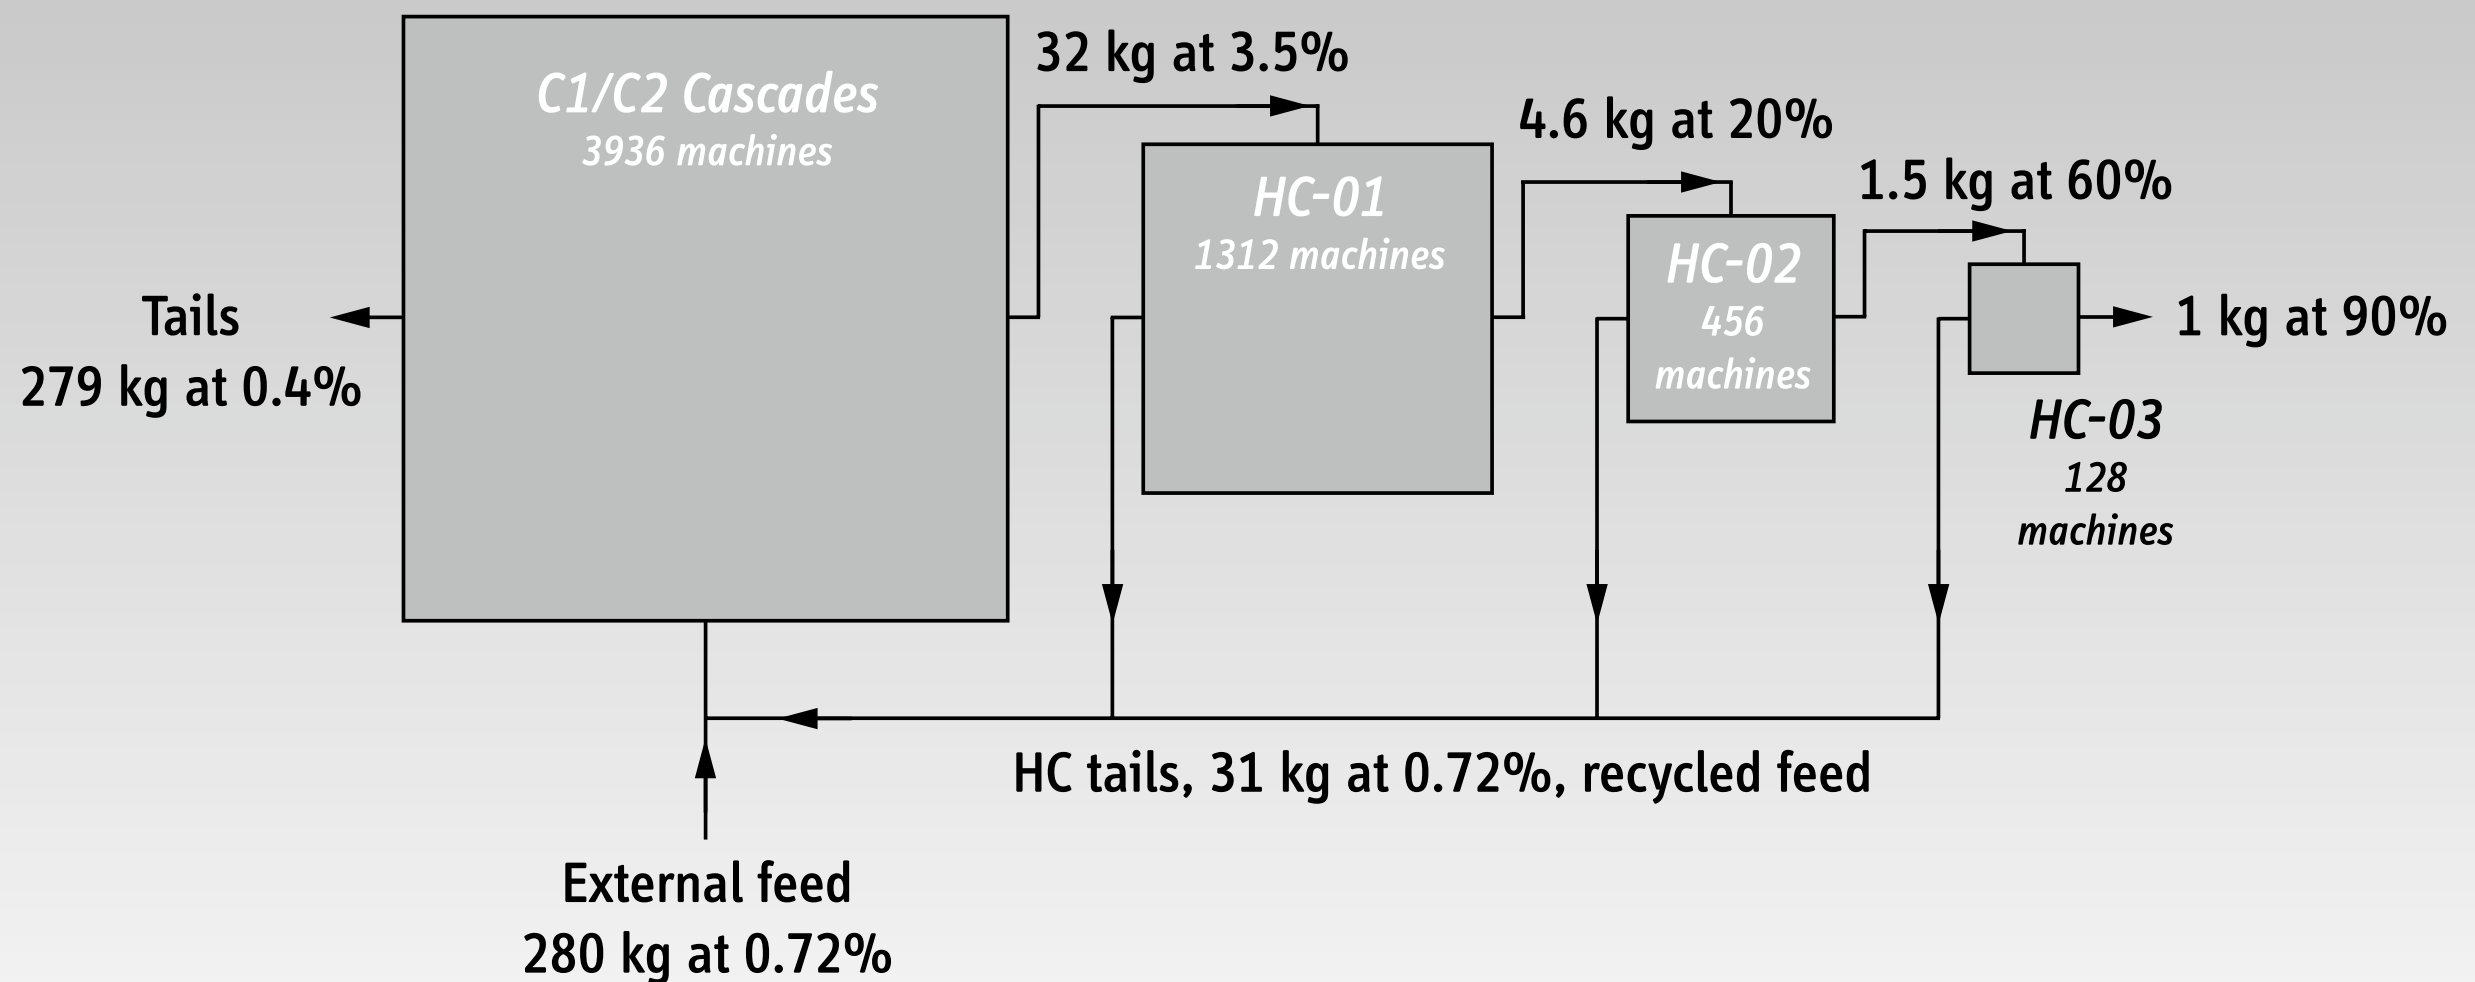 C1/C2 Cascades
3936 machines
32 kg at 3.5%
HC-01
1312 machines
4.6 kg at 20%
HC-02
456
machines
1.5 kg at 60%
HC-03
128
machines
1 kg at 90%
Tails
279 kg at 0.4%
HC tails, 31 kg at 0.72%, recycled feed
External feed
280 kg at 0.72%